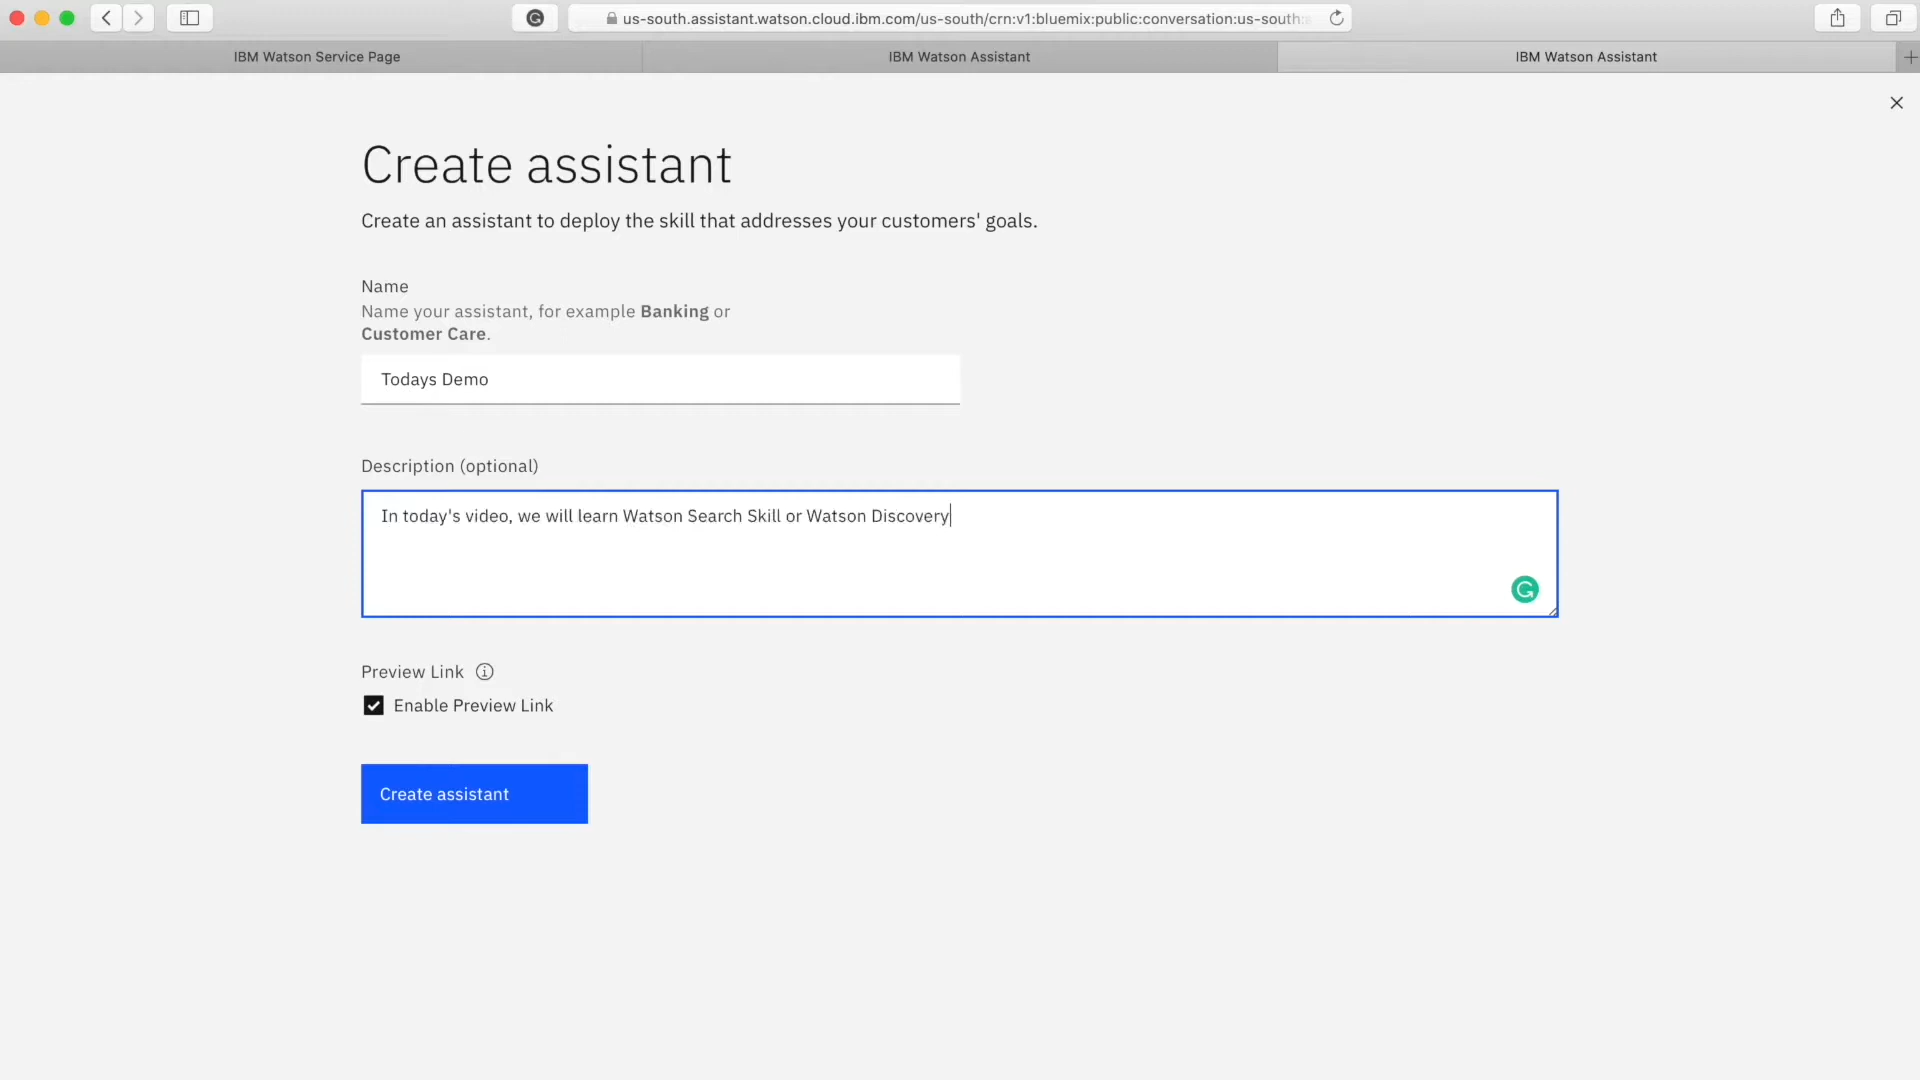 us-south.assistant.watson.cloud.ibm.com/us-south/crn:v1:bluemix:public:conversation:us-south:
IBM Watson Service Page
IBM Watson Assistant
IBM Watson Assistant
Create assistant
Create an assistant to deploy the skill that addresses your customers' goals.
Name
Name your assistant, for example Banking or
Customer Care.
Todays Demo
Description (optional)
In today's video, we will learn Watson Search Skill or Watson Discovery
Preview Link
Enable Preview Link
Create assistant